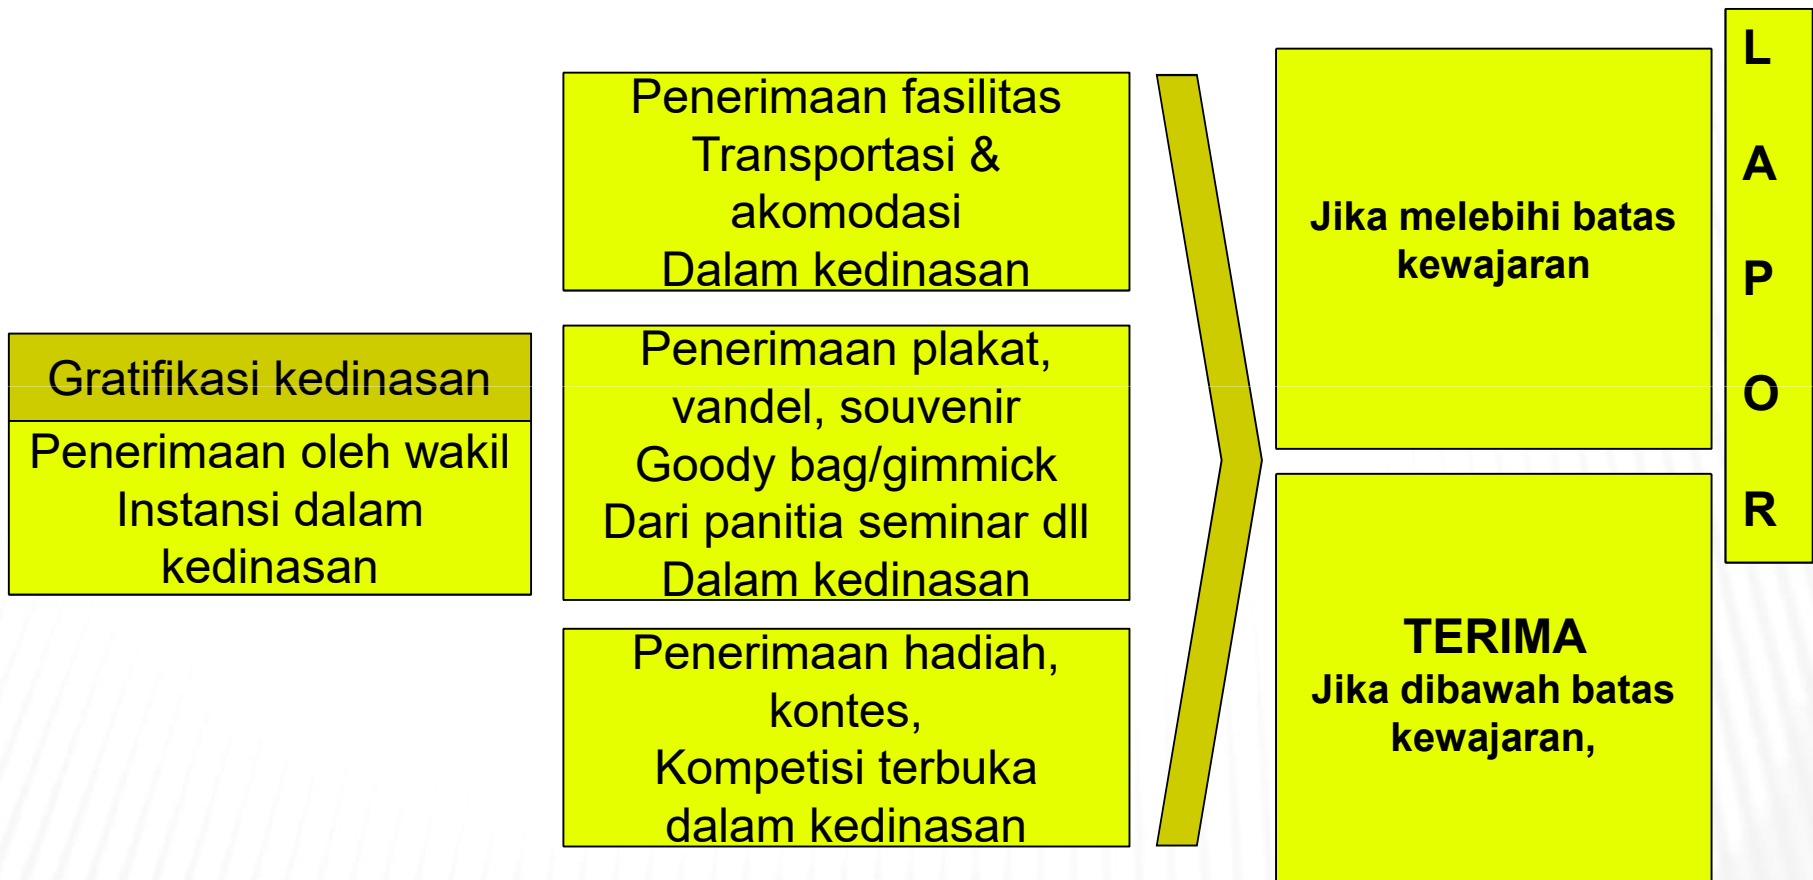 Gratifikasi kedinasan
Penerimaan oleh wakil
Instansi dalam
kedinasan
Penerimaan fasilitas
Transportasi &
akomodasi
Dalam kedinasan
Penerimaan plakat,
vandel, souvenir
Goody bag/gimmick
Dari panitia seminar dll
Dalam kedinasan
Penerimaan hadiah,
kontes,
Kompetisi terbuka
dalam kedinasan
Jika melebihi batas
kewajaran
TERIMA
Jika dibawah batas
kewajaran,
L
A
P
O
R